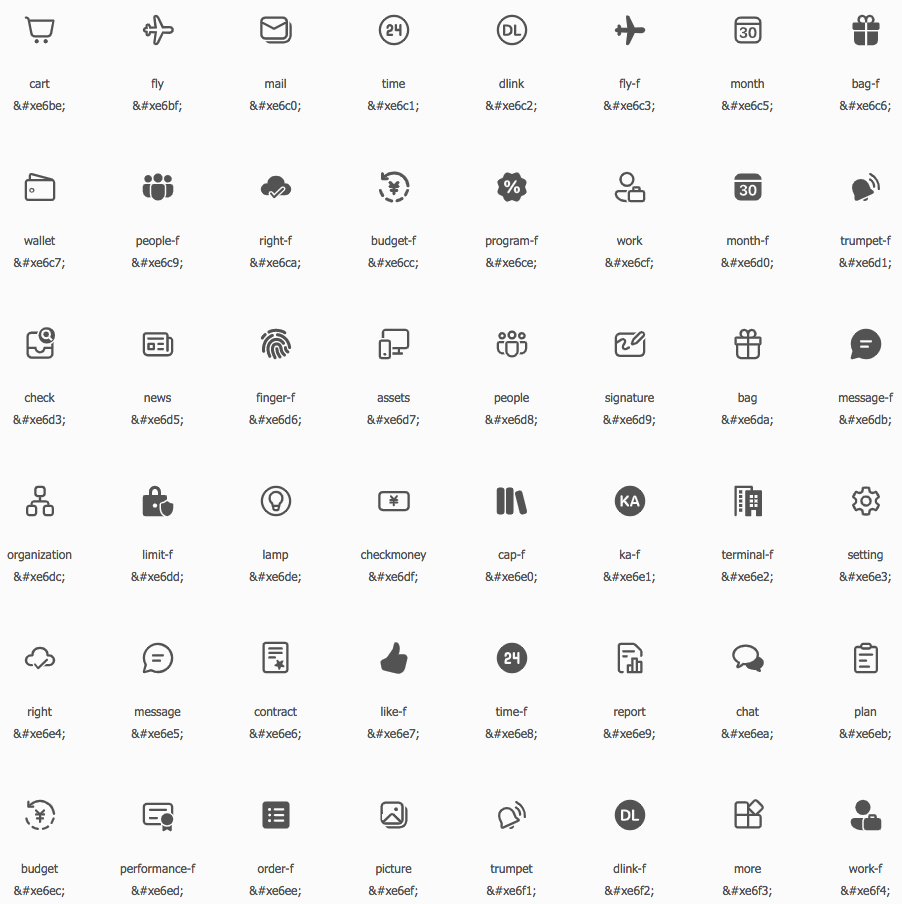 24 DL 30
cart fly mail time dlink fly-f month bag-f
&#xe6be; &#xe6bf; &#xe6c0; &#xe6c1; &#xe6c2; &#xe6c3; &#xe6c5; &#xe6c6;
¥ % 30
wallet people-f right-f budget-f program-f work month-f trumpet-f
&#xe6c7; &#xe6c9; &#xe6ca; &#xe6cc; &#xe6ce; &#xe6cf; &#xe6d0; &#xe6d1;
check news finger-f assets people signature bag message-f
&#xe6d3; &#xe6d5; &#xe6d6; &#xe6d7; &#xe6d8; &#xe6d9; &#xe6da; &#xe6db;
¥ KA
organization limit-f lamp checkmoney cap-f ka-f terminal-f setting
&#xe6dc; &#xe6dd; &#xe6de; &#xe6df; &#xe6e0; &#xe6e1; &#xe6e2; &#xe6e3;
24
right message contract like-f time-f report chat plan
&#xe6e4; &#xe6e5; &#xe6e6; &#xe6e7; &#xe6e8; &#xe6e9; &#xe6ea; &#xe6eb;
¥ DL
budget performance-f order-f picture trumpet dlink-f more work-f
&#xe6ec; &#xe6ed; &#xe6ee; &#xe6ef; &#xe6f1; &#xe6f2; &#xe6f3; &#xe6f4;